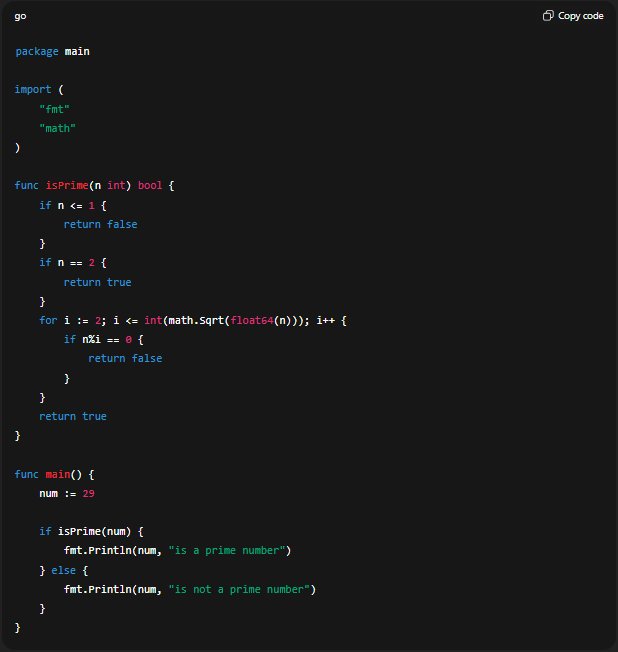 go
Copy code
package main
import (
    "fmt"
    "math"
)
func isPrime(n int) bool {
    if n <= 1 {
        return false
    }
    if n == 2 {
        return true
    }
    for i := 2; i <= int(math.Sqrt(float64(n))); i++ {
        if n%i == 0 {
            return false
        }
    }
    return true
}
func main() {
    num := 29
    if isPrime(num) {
        fmt.Println(num, "is a prime number")
    } else {
        fmt.Println(num, "is not a prime number")
    }
}